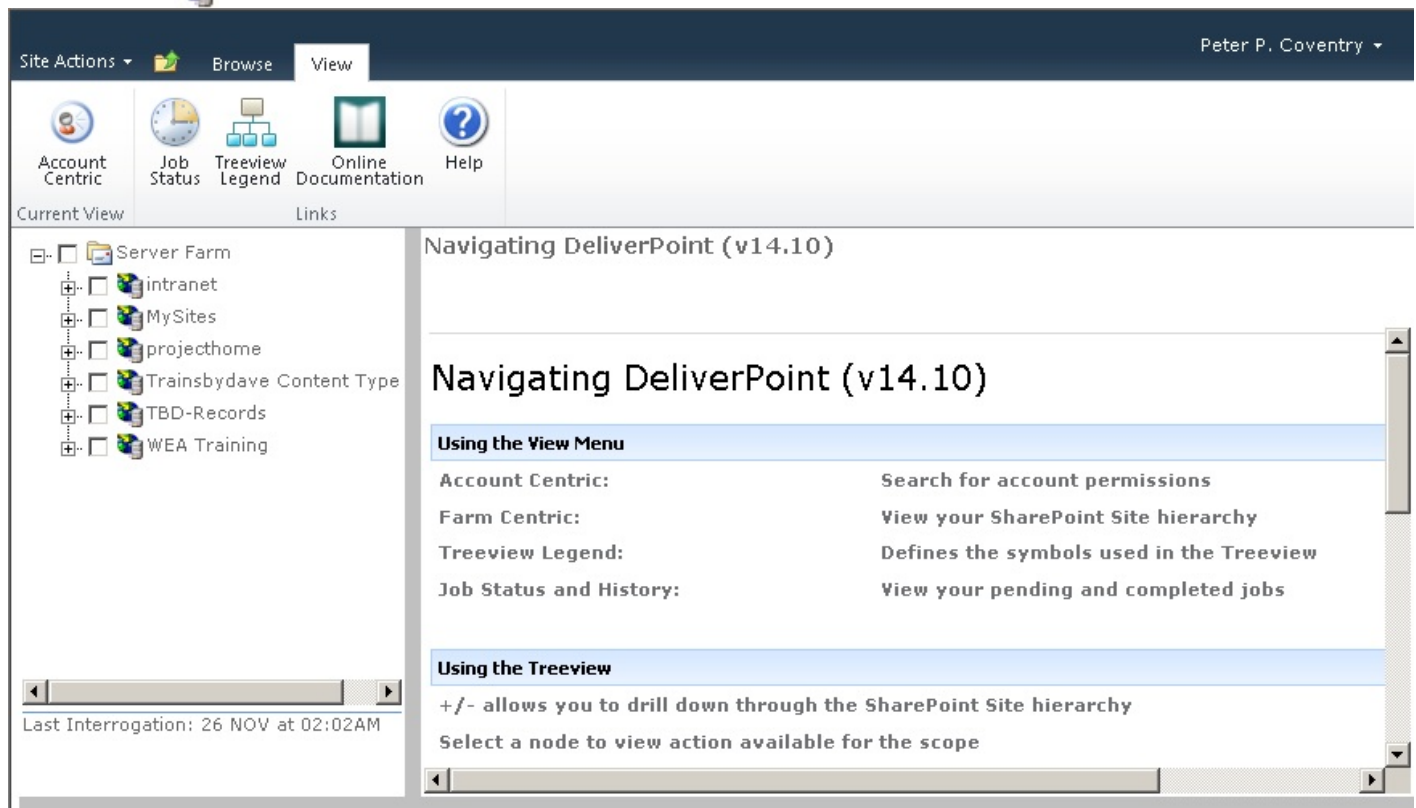 Peter P. Coventry
Site Actions Browse View
Account Centric
Job Status
Treeview Legend
Online Documentation
Help
Current View
Links
Server Farm
intranet
MySites
projecthome
Trainsbydave Content Type
TBD-Records
WEA Training
Last Interrogation: 26 NOV at 02:02AM
Navigating DeliverPoint (v14.10)
Navigating DeliverPoint (v14.10)
Using the View Menu
Account Centric: Search for account permissions
Farm Centric: View your SharePoint Site hierarchy
Treeview Legend: Defines the symbols used in the Treeview
Job Status and History: View your pending and completed jobs
Using the Treeview
+/- allows you to drill down through the SharePoint Site hierarchy
Select a node to view action available for the scope